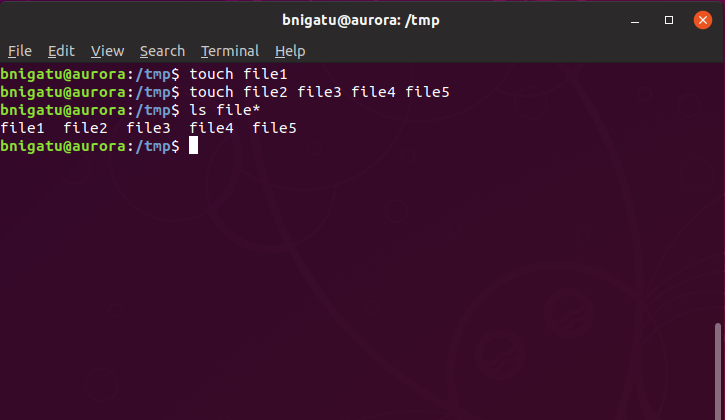 bnigatu@aurora: /tmp
File Edit View Search Terminal Help
bnigatu@aurora:/tmp$ touch file1
bnigatu@aurora:/tmp$ touch file2 file3 file4 file5
bnigatu@aurora:/tmp$ ls file*
file1  file2  file3  file4  file5
bnigatu@aurora:/tmp$